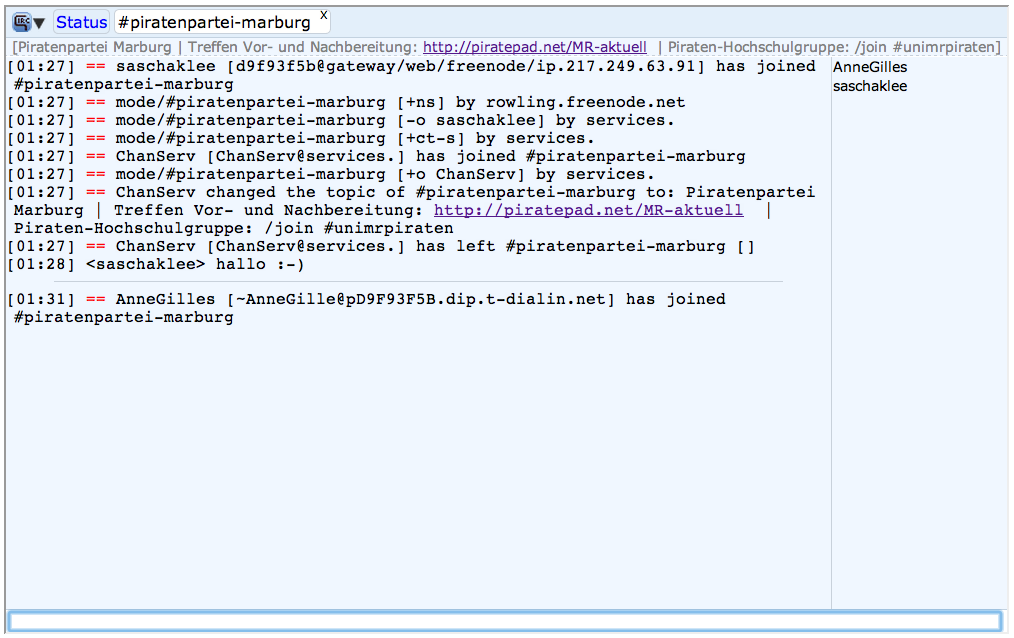 IRC Status #piratenpartei-marburg X
[Piratenpartei Marburg | Treffen Vor- und Nachbereitung: http://piratepad.net/MR-aktuell | Piraten-Hochschulgruppe: /join #unimrpiraten]
[01:27] == saschaklee [d9f93f5b@gateway/web/freenode/ip.217.249.63.91] has joined
#piratenpartei-marburg
[01:27] == mode/#piratenpartei-marburg [+ns] by rowling.freenode.net
[01:27] == mode/#piratenpartei-marburg [-o saschaklee] by services.
[01:27] == mode/#piratenpartei-marburg [+ct-s] by services.
[01:27] == ChanServ [ChanServ@services.] has joined #piratenpartei-marburg
[01:27] == mode/#piratenpartei-marburg [+o ChanServ] by services.
[01:27] == ChanServ changed the topic of #piratenpartei-marburg to: Piratenpartei
Marburg | Treffen Vor- und Nachbereitung: http://piratepad.net/MR-aktuell |
Piraten-Hochschulgruppe: /join #unimrpiraten
[01:27] == ChanServ [ChanServ@services.] has left #piratenpartei-marburg []
[01:28] <saschaklee> hallo :-)
[01:31] == AnneGilles [~AnneGille@pD9F93F5B.dip.t-dialin.net] has joined
#piratenpartei-marburg
AnneGilles
saschaklee